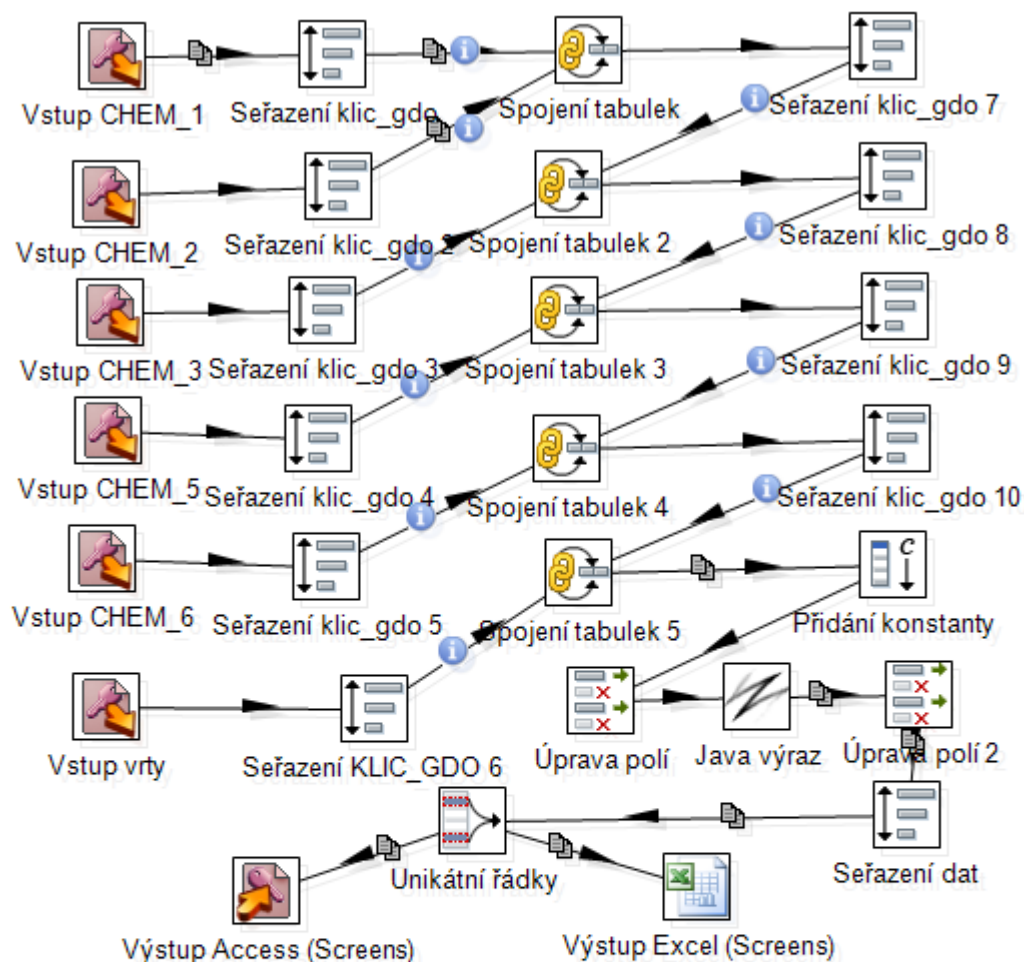 Vstup CHEM_1
Seřazení klic_gdo
Spojení tabulek
Seřazení klic_gdo 7
Vstup CHEM_2
Seřazení klic_gdo 2
Spojení tabulek 2
Seřazení klic_gdo 8
Vstup CHEM_3
Seřazení klic_gdo 3
Spojení tabulek 3
Seřazení klic_gdo 9
Vstup CHEM_5
Seřazení klic_gdo 4
Spojení tabulek 4
Seřazení klic_gdo 10
Vstup CHEM_6
Seřazení klic_gdo 5
Spojení tabulek 5
C
Přidání konstanty
Vstup vrty
Seřazení KLIC_GDO 6
Úprava polí
Java výraz
Úprava polí 2
Unikátní řádky
Seřazení dat
Výstup Access (Screens)
Výstup Excel (Screens)